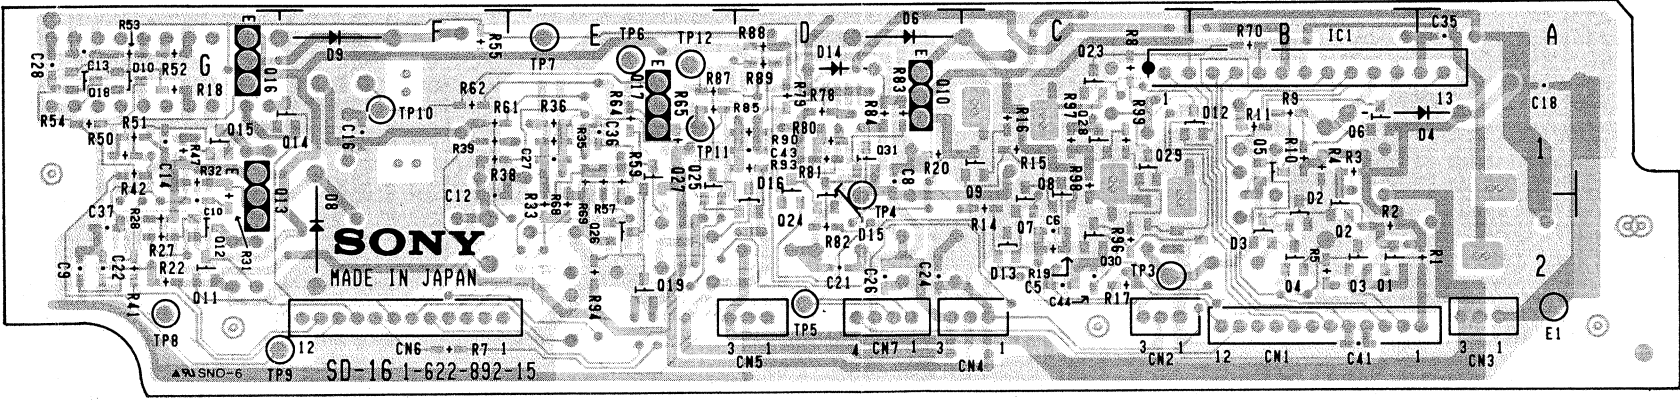 R53 E F E TP6 TP12 R88 D D6 C R8 R70 B IC1 C35 A
C28 C13 D10 R52 G D9 R55 TP7 E D14 E Q23
Q18 R18 Q16 R62 R64 Q17 R65 R87 R89 R79 R78 R83 Q10 1 13 C18
R54 R51 TP10 R61 R36 R85 R84 R16 R97 Q28 R99 D12 R9 R11 Q6 D4
R50 Q15 Q14 C16 R39 C27 R35 C36 TP11 R80 R90 C43 R93 Q31 R20 R15 Q29 Q5 R10 R4 R3 1
R47 R32 E R38 R59 Q25 D16 R81 C8 Q9 Q8 R98
R42 C14 Q13 D8 C12 R33 R68 R69 R57 Q27 Q24 TP4 D2 R2
C37 R28 C10 SONY Q26 R82 D15 R14 Q7 C6 R96 D3 Q2
R27 Q12 R31 R5 R1
C9 C22 R22 MADE IN JAPAN C21 C26 C24 D13 R19 Q30 TP3 2
R41 Q11 R94 Q19 C5 C44 R17 Q4 Q3 Q1
TP8 TP5 E1
12 CN6 R7 1 3 1 4 1 3 1 3 1 12 1 3 1
CN5 CN7 CN4 CN2 CN1 C41 CN3
SNO-6 TP9 SD-16 1-622-892-15